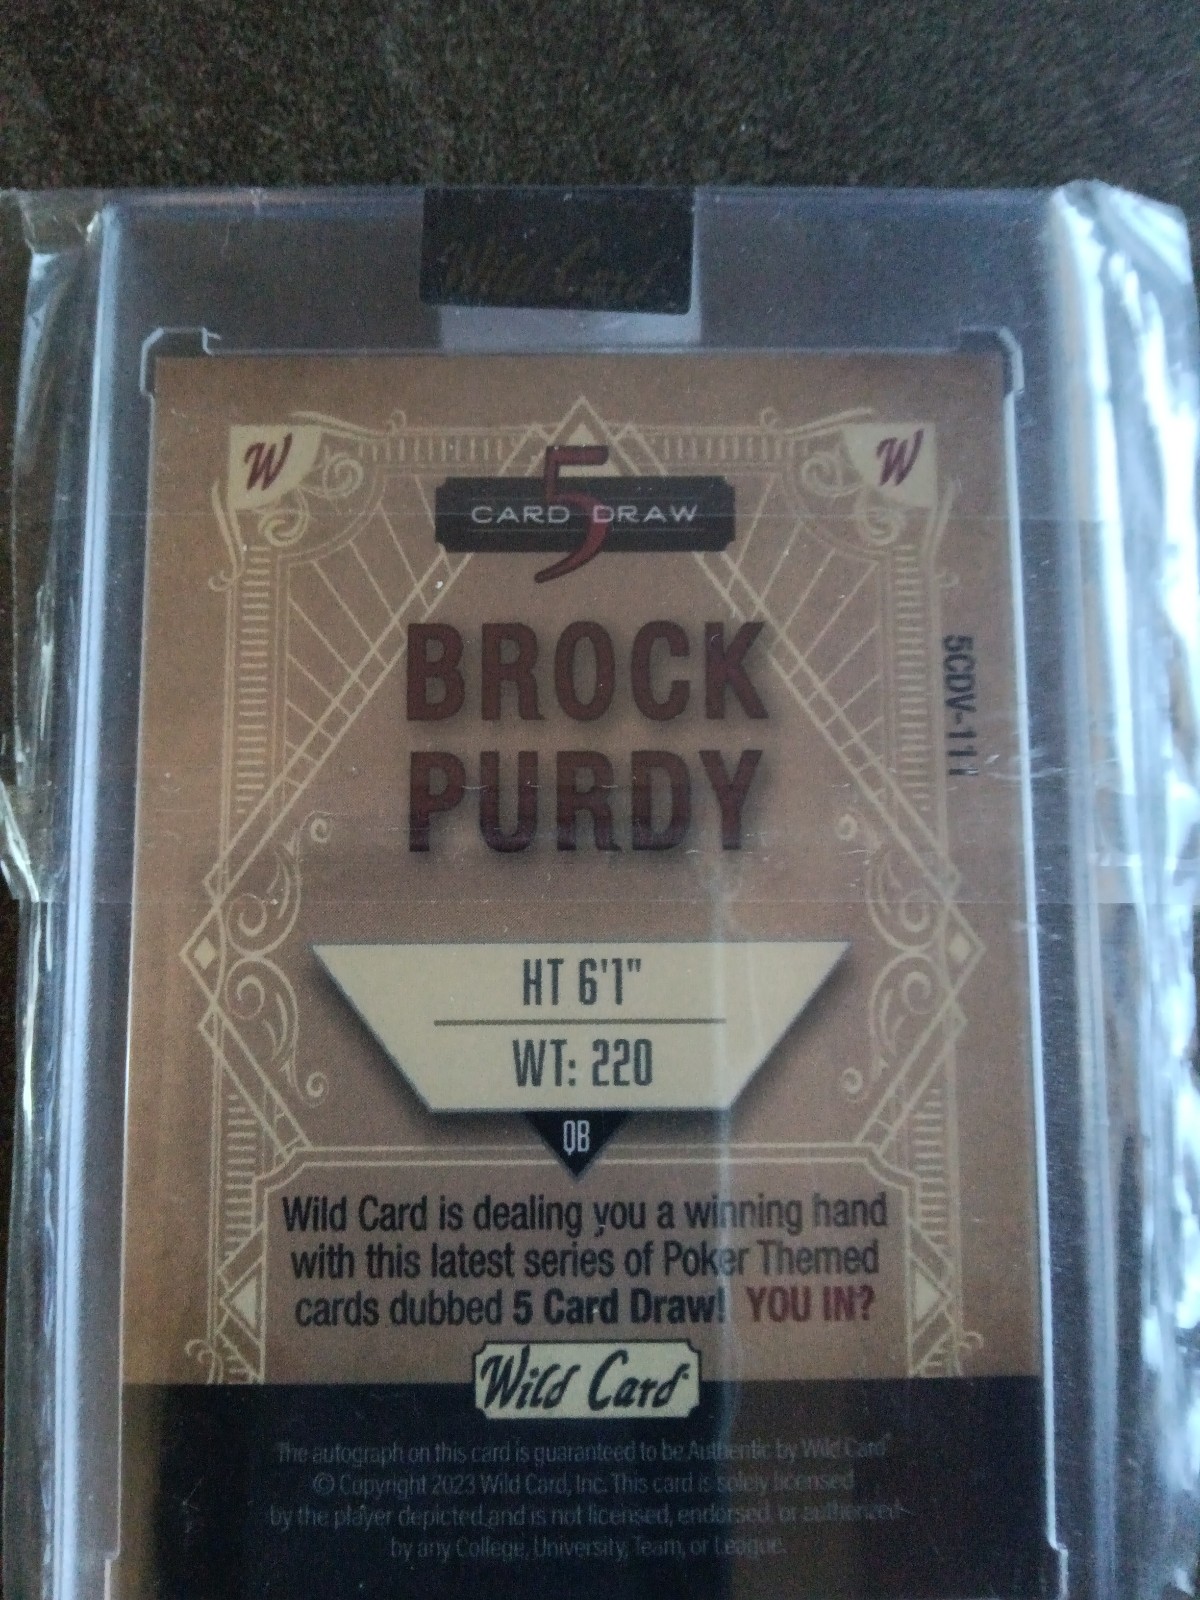 Wild Card
W
W
5
CARD DRAW
BROCK
PURDY
5CDV-111
HT 6'1"
WT: 220
QB
Wild Card is dealing you a winning hand
with this latest series of Poker Themed
cards dubbed 5 Card Draw! YOU IN?
Wild Card
The autograph on this card is guaranteed to be Authentic by Wild Card
© Copyright 2023 Wild Card, Inc. This card is solely licensed
by the player depicted and is not licensed, endorsed, or authorized
by any College, University, Team, or League.